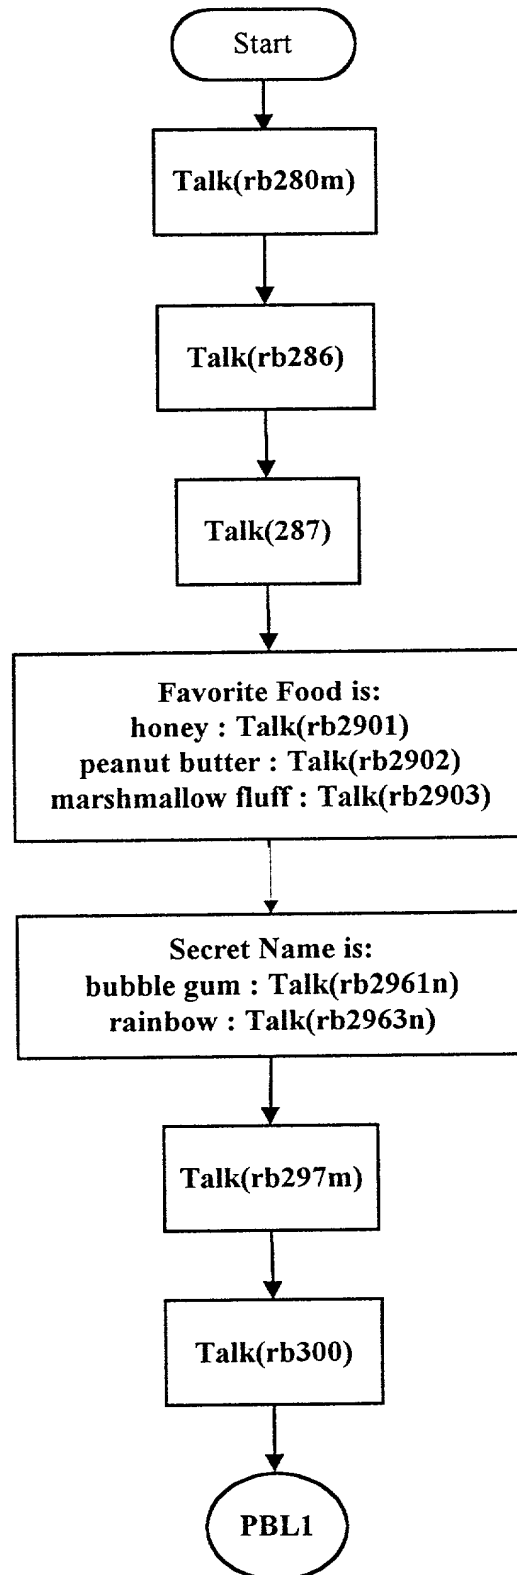 Start
Talk(rb280m)
Talk(rb286)
Talk(287)
Favorite Food is:
honey : Talk(rb2901)
peanut butter : Talk(rb2902)
marshmallow fluff : Talk(rb2903)
Secret Name is:
bubble gum : Talk(rb2961n)
rainbow : Talk(rb2963n)
Talk(rb297m)
Talk(rb300)
PBL1